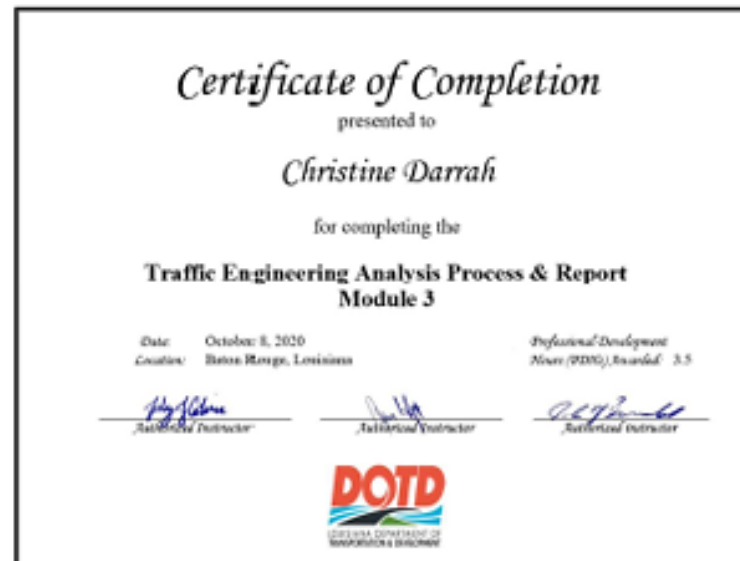 Certificate of Completion
presented to
Christine Darrah
for completing the
Traffic Engineering Analysis Process & Report
Module 3
Date: October 8, 2020
Location: Baton Rouge, Louisiana
Professional Development
Hours (PDH) Awarded: 3.5
Authorized Instructor
Authorized Instructor
Authorized Instructor
DOTD
LOUISIANA DEPARTMENT OF
TRANSPORTATION & DEVELOPMENT